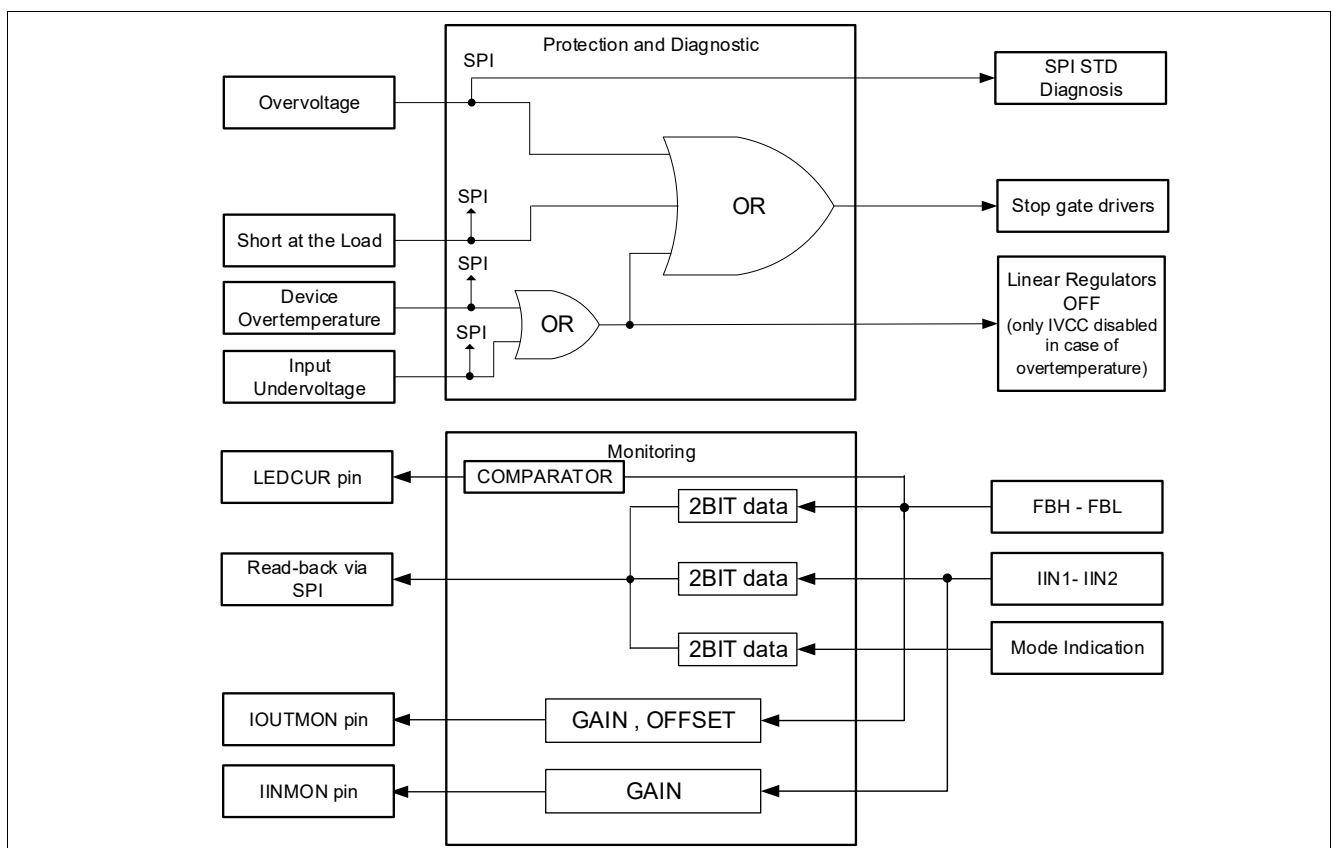 Protection and Diagnostic
SPI
SPI STD
Diagnosis
Overvoltage
SPI
OR
Stop gate drivers
Short at the Load
SPI
Device
Overtemperature
OR
Linear Regulators
OFF
(only IVCC disabled
in case of
overtemperature)
SPI
Input
Undervoltage
Monitoring
LEDCUR pin
COMPARATOR
2BIT data
FBH - FBL
Read-back via
SPI
2BIT data
IIN1- IIN2
2BIT data
Mode Indication
IOUTMON pin
GAIN , OFFSET
IINMON pin
GAIN